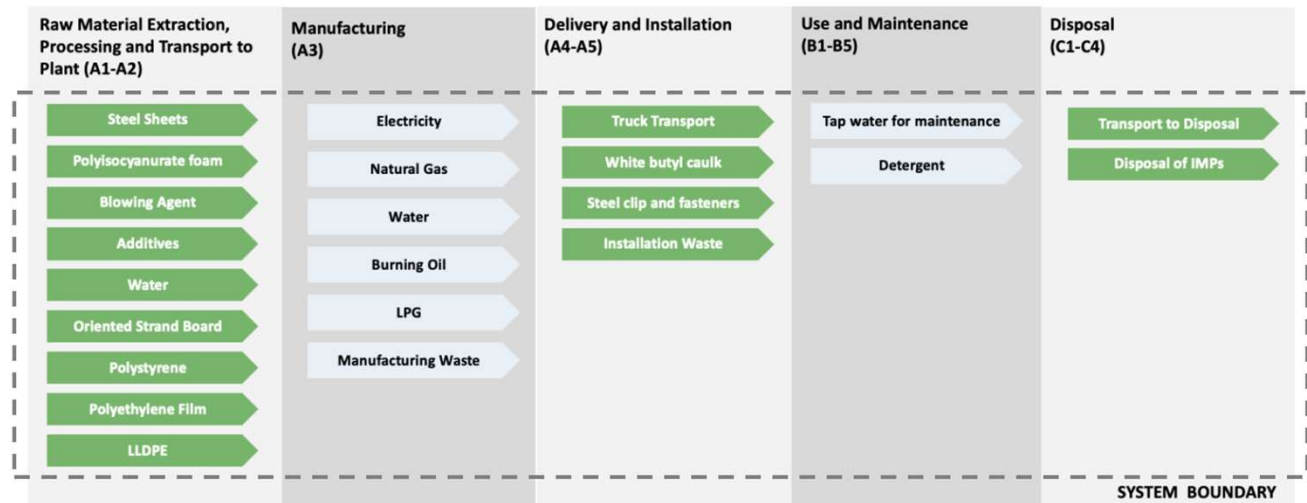 Raw Material Extraction,
Processing and Transport to
Plant (A1-A2)
Steel Sheets
Polyisocyanurate foam
Blowing Agent
Additives
Water
Oriented Strand Board
Polystyrene
Polyethylene Film
LLDPE
Manufacturing
(A3)
Electricity
Natural Gas
Water
Burning Oil
LPG
Manufacturing Waste
Delivery and Installation
(A4-A5)
Truck Transport
White butyl caulk
Steel clip and fasteners
Installation Waste
Use and Maintenance
(B1-B5)
Tap water for maintenance
Detergent
Disposal
(C1-C4)
Transport to Disposal
Disposal of IMPs
SYSTEM BOUNDARY